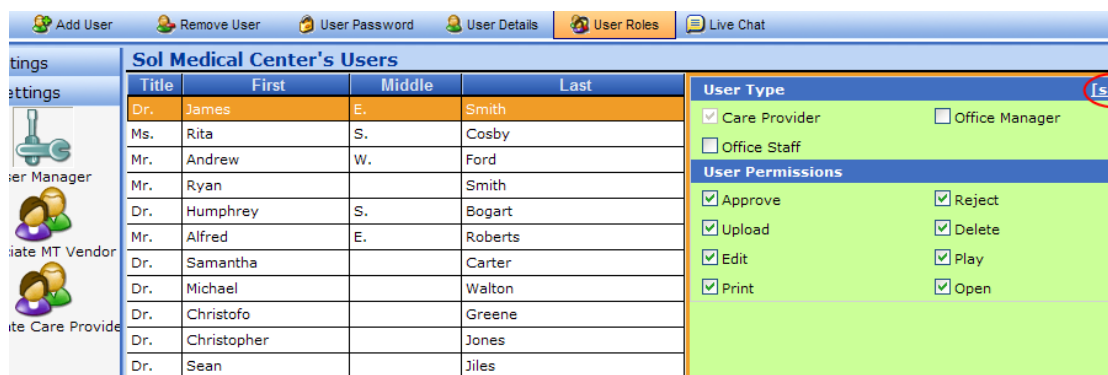 Add User Remove User User Password User Details User Roles Live Chat
tings
ettings
ser Manager
iate MT Vendor
te Care Provide
Sol Medical Center's Users
Title First Middle Last
Dr. James E. Smith
Ms. Rita S. Cosby
Mr. Andrew W. Ford
Mr. Ryan Smith
Dr. Humphrey S. Bogart
Mr. Alfred E. Roberts
Dr. Samantha Carter
Dr. Michael Walton
Dr. Christofo Greene
Dr. Christopher Jones
Dr. Sean Jiles
User Type [s
Care Provider Office Manager
Office Staff
User Permissions
Approve Reject
Upload Delete
Edit Play
Print Open